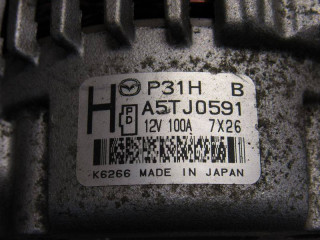 P31H B
H A5TJ0591
D
12V 100A 7X26
K6266 MADE IN JAPAN